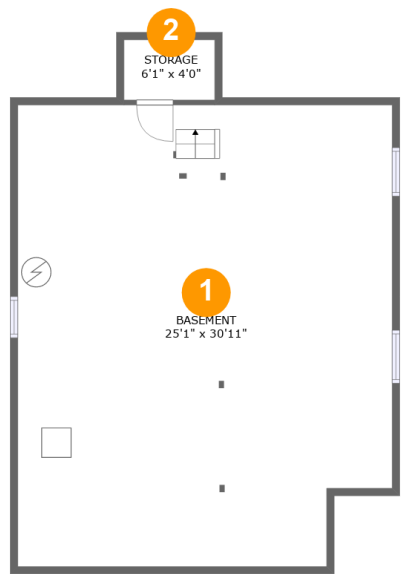 2
STORAGE
6'1" x 4'0"
1
BASEMENT
25'1" x 30'11"